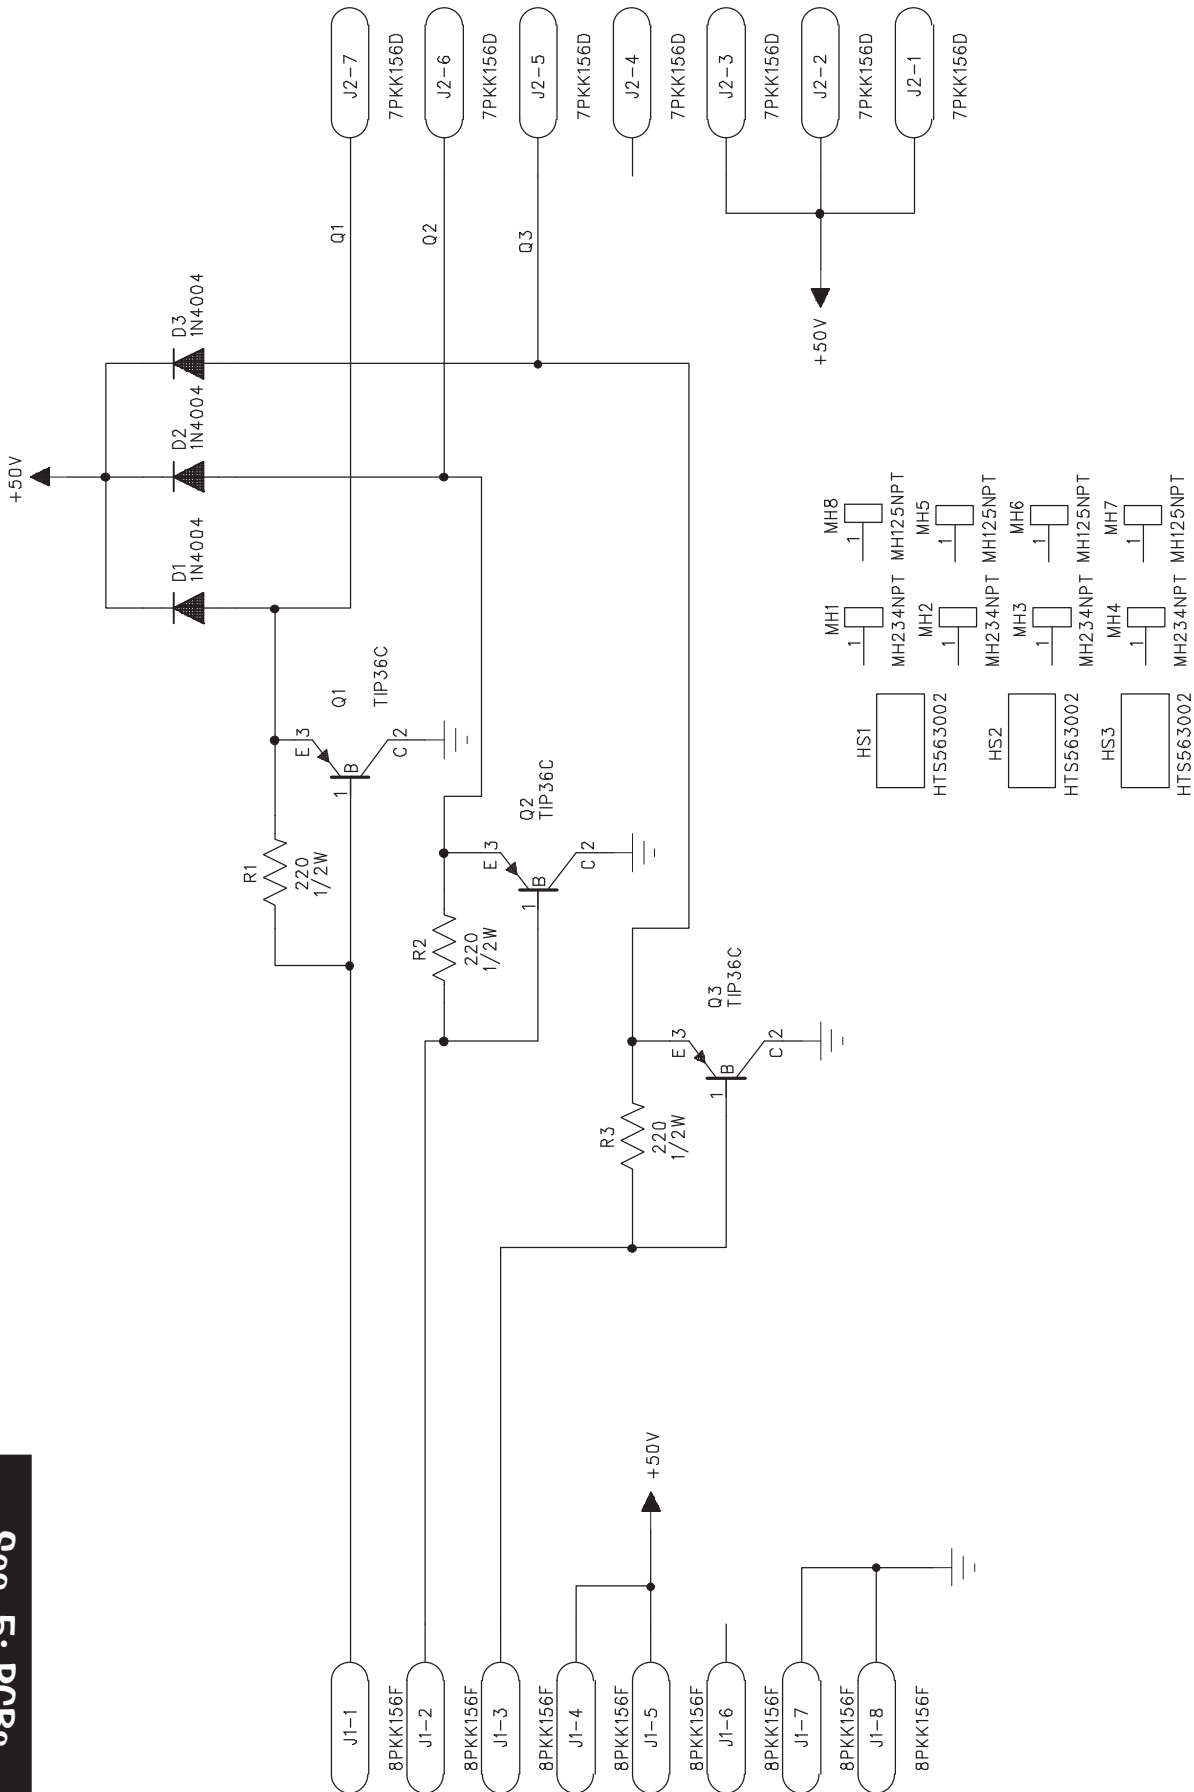 +50V
D1
1N4004
D2
1N4004
D3
1N4004
Q1
J2-7
7PKK156D
Q2
J2-6
7PKK156D
Q3
J2-5
7PKK156D
J2-4
7PKK156D
J2-3
7PKK156D
J2-2
7PKK156D
J2-1
7PKK156D
+50V
R1
220
1/2W
Q1
TIP36C
E 3
1 B
C 2
R2
220
1/2W
Q2
TIP36C
E 3
1 B
C 2
R3
220
1/2W
Q3
TIP36C
E 3
1 B
C 2
J1-1
8PKK156F
J1-2
8PKK156F
J1-3
8PKK156F
J1-4
8PKK156F
J1-5
8PKK156F
J1-6
8PKK156F
J1-7
8PKK156F
J1-8
8PKK156F
+50V
HS1
HTS563002
HS2
HTS563002
HS3
HTS563002
MH1
1
MH234NPT
MH2
1
MH234NPT
MH3
1
MH234NPT
MH4
1
MH234NPT
MH8
1
MH125NPT
MH5
1
MH125NPT
MH6
1
MH125NPT
MH7
1
MH125NPT
Sec. 5: PCBs